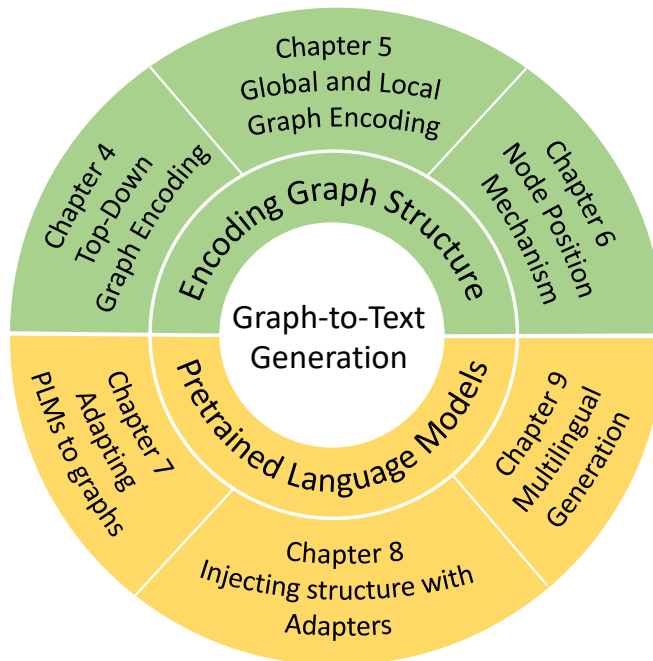 Chapter 4
Top-Down
Graph Encoding
Chapter 5
Global and Local
Graph Encoding
Chapter 6
Node Position
Mechanism
Encoding Graph Structure
Graph-to-Text
Generation
Pretrained Language Models
Chapter 7
Adapting
PLMs to graphs
Chapter 8
Injecting structure with
Adapters
Chapter 9
Multilingual
Generation